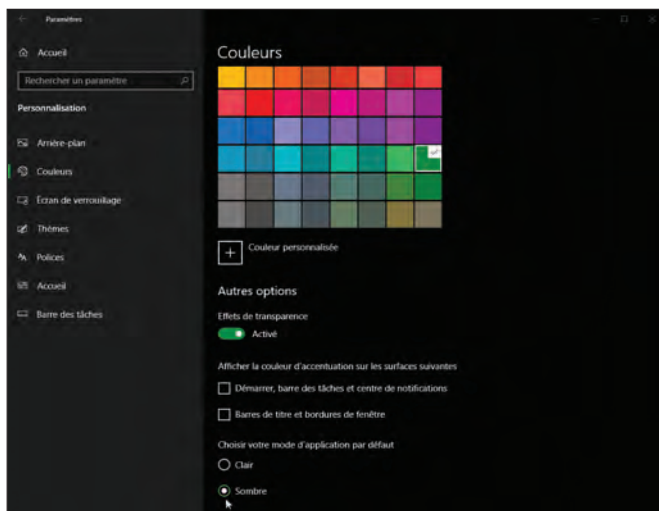 Paramètres
Accueil
Rechercher un paramètre
Personnalisation
Arrière-plan
Couleurs
Écran de verrouillage
Thèmes
Polices
Accueil
Barre des tâches
Couleurs
Couleur personnalisée
Autres options
Effets de transparence
Activé
Afficher la couleur d'accentuation sur les surfaces suivantes
Démarrer, barre des tâches et centre de notifications
Barres de titre et bordures de fenêtre
Choisir votre mode d'application par défaut
Clair
Sombre